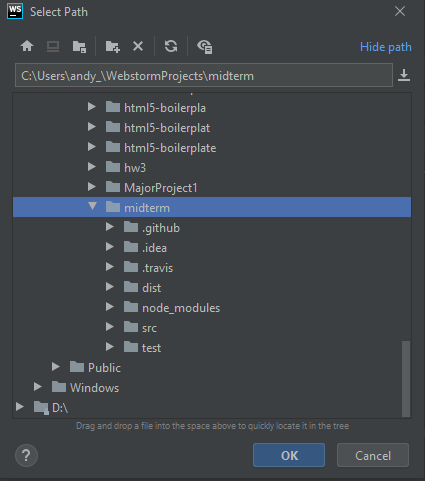 WS Select Path
Hide path
C:\Users\andy_\WebstormProjects\midterm
html5-boilerpla
html5-boilerplat
html5-boilerplate
hw3
MajorProject1
midterm
.github
.idea
.travis
dist
node_modules
src
test
Public
Windows
D:\
Drag and drop a file into the space above to quickly locate it in the tree
? OK Cancel